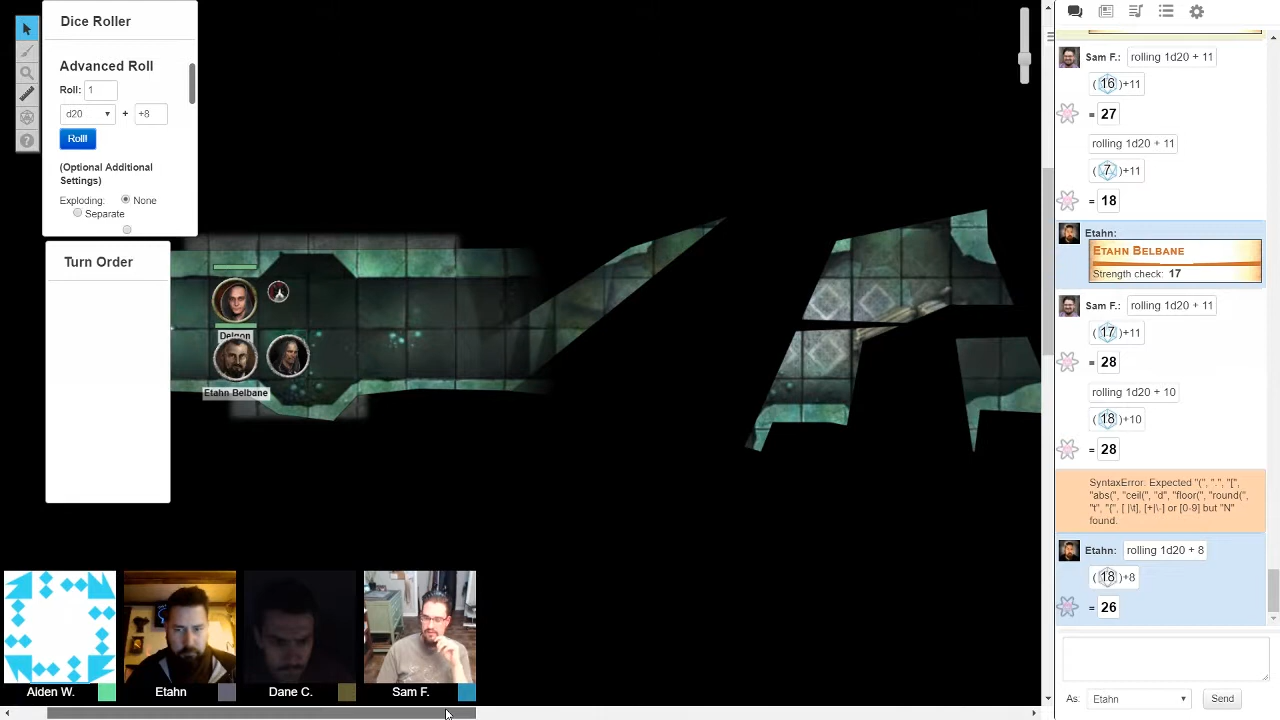 Dice Roller
Advanced Roll
Roll: 1
d20 + +8
Roll!
(Optional Additional
Settings)
Exploding: None
Separate
Turn Order
Delgon
Etahn Belbane
Aiden W.
Etahn
Dane C.
Sam F.
Sam F.: rolling 1d20 + 11
(16)+11
= 27
rolling 1d20 + 11
(7)+11
= 18
Etahn:
ETAHN BELBANE
Strength check: 17
Sam F.: rolling 1d20 + 11
(17)+11
= 28
rolling 1d20 + 10
(18)+10
= 28
SyntaxError: Expected "(", ".", "[",
"abs(", "ceil(", "d", "floor(", "round(",
"t", "{", [ |\t], [+|\-] or [0-9] but "N"
found.
Etahn: rolling 1d20 + 8
(18)+8
= 26
As: Etahn Send